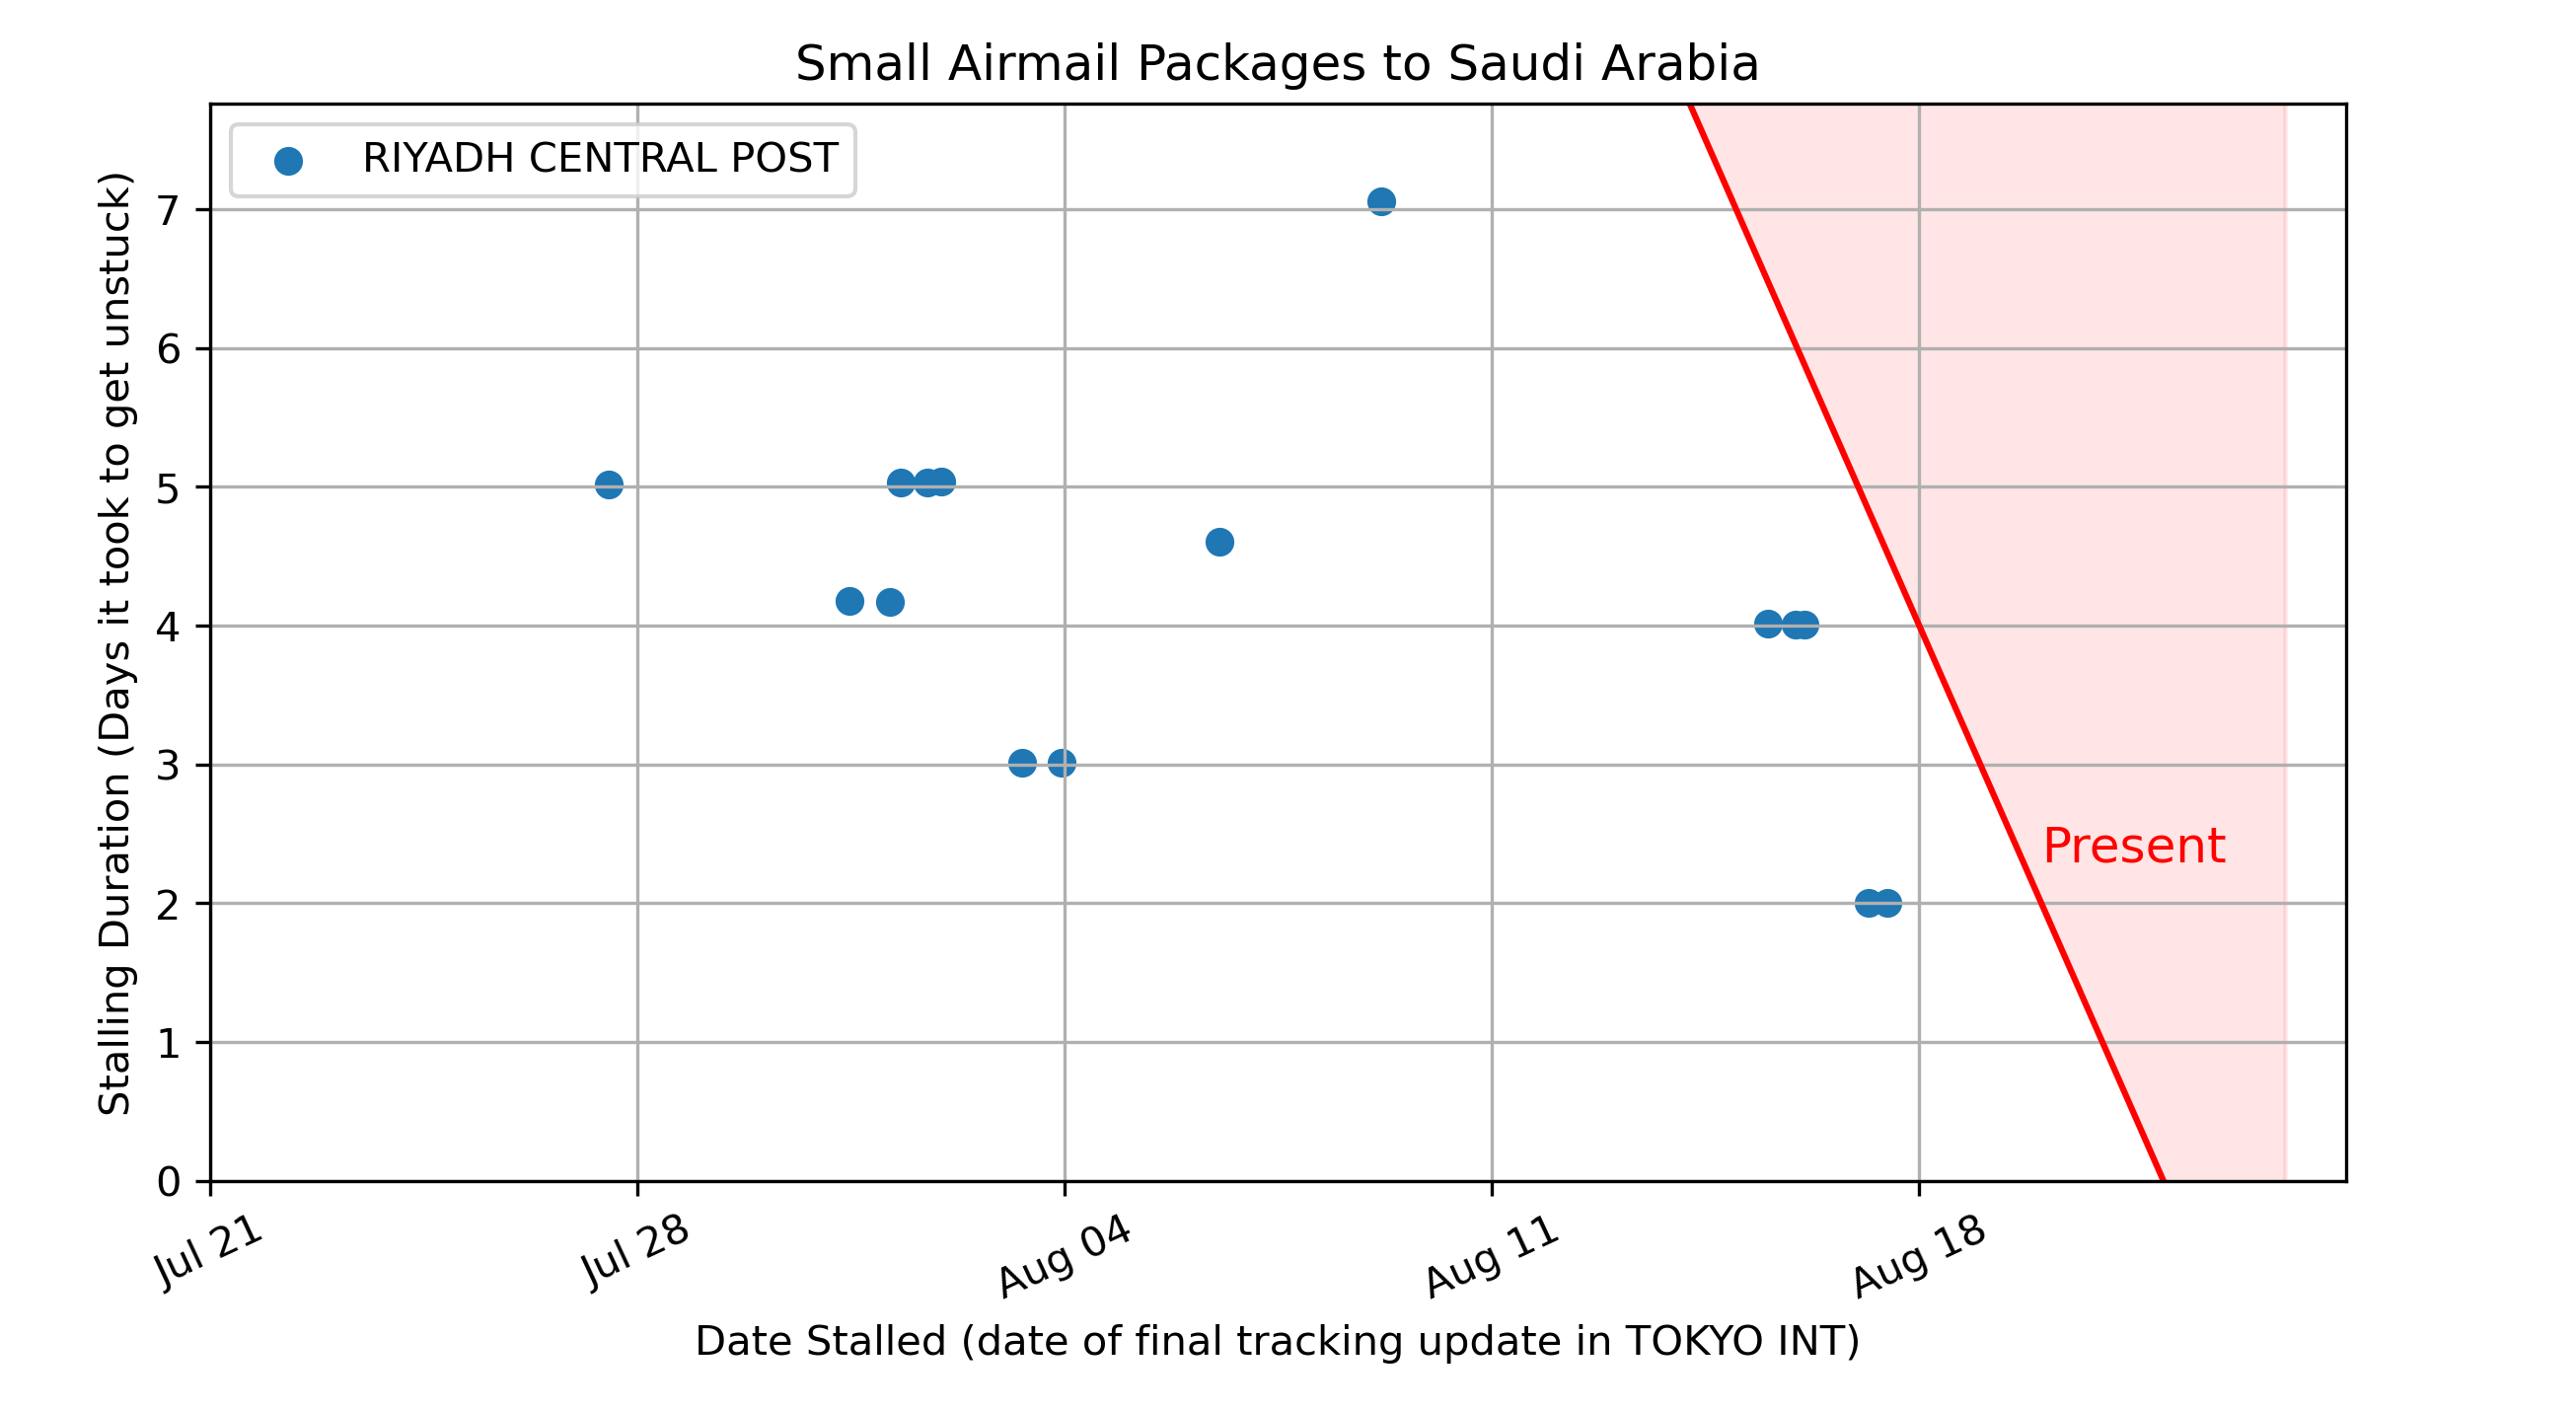 Small Airmail Packages to Saudi Arabia
RIYADH CENTRAL POST
Stalling Duration (Days it took to get unstuck)
7
6
5
4
3
2
1
0
Present
Jul 21
Jul 28
Aug 04
Aug 11
Aug 18
Date Stalled (date of final tracking update in TOKYO INT)